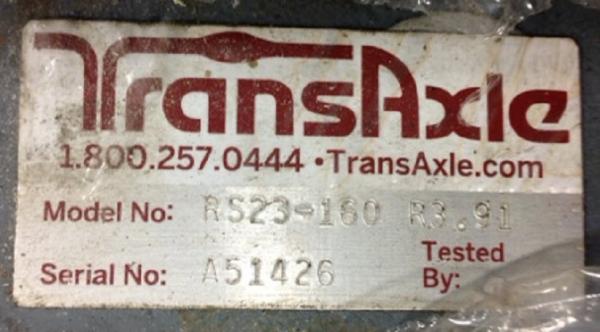 TransAxle
1.800.257.0444 • TransAxle.com
Model No: RS23-160 R3.91
Serial No: A51426 Tested By: